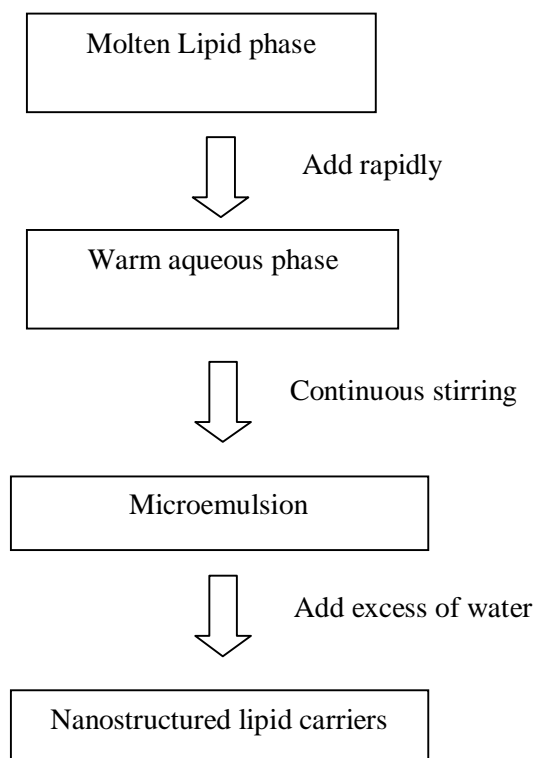 Molten Lipid phase
Add rapidly
Warm aqueous phase
Continuous stirring
Microemulsion
Add excess of water
Nanostructured lipid carriers